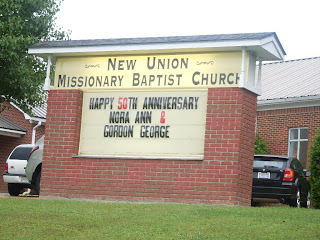 New Union
Missionary Baptist Church
HAPPY 50TH ANNIVERSARY
NORA ANN &
GORDON GEORGE